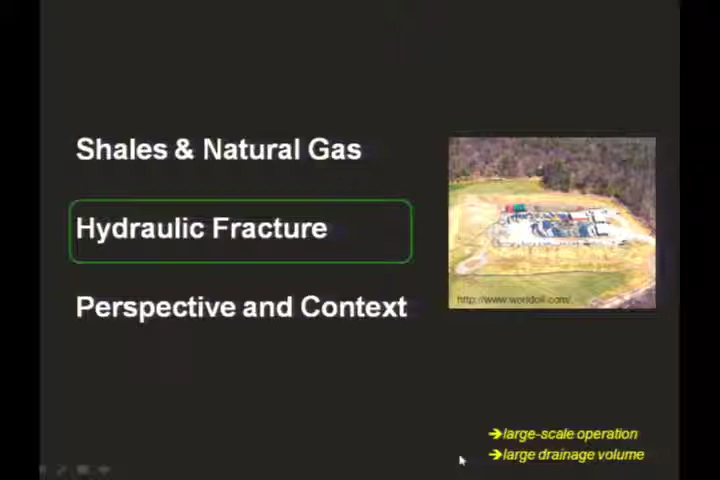 Shales & Natural Gas
Hydraulic Fracture
Perspective and Context
http://www.worldoil.com/
➔large-scale operation
➔large drainage volume